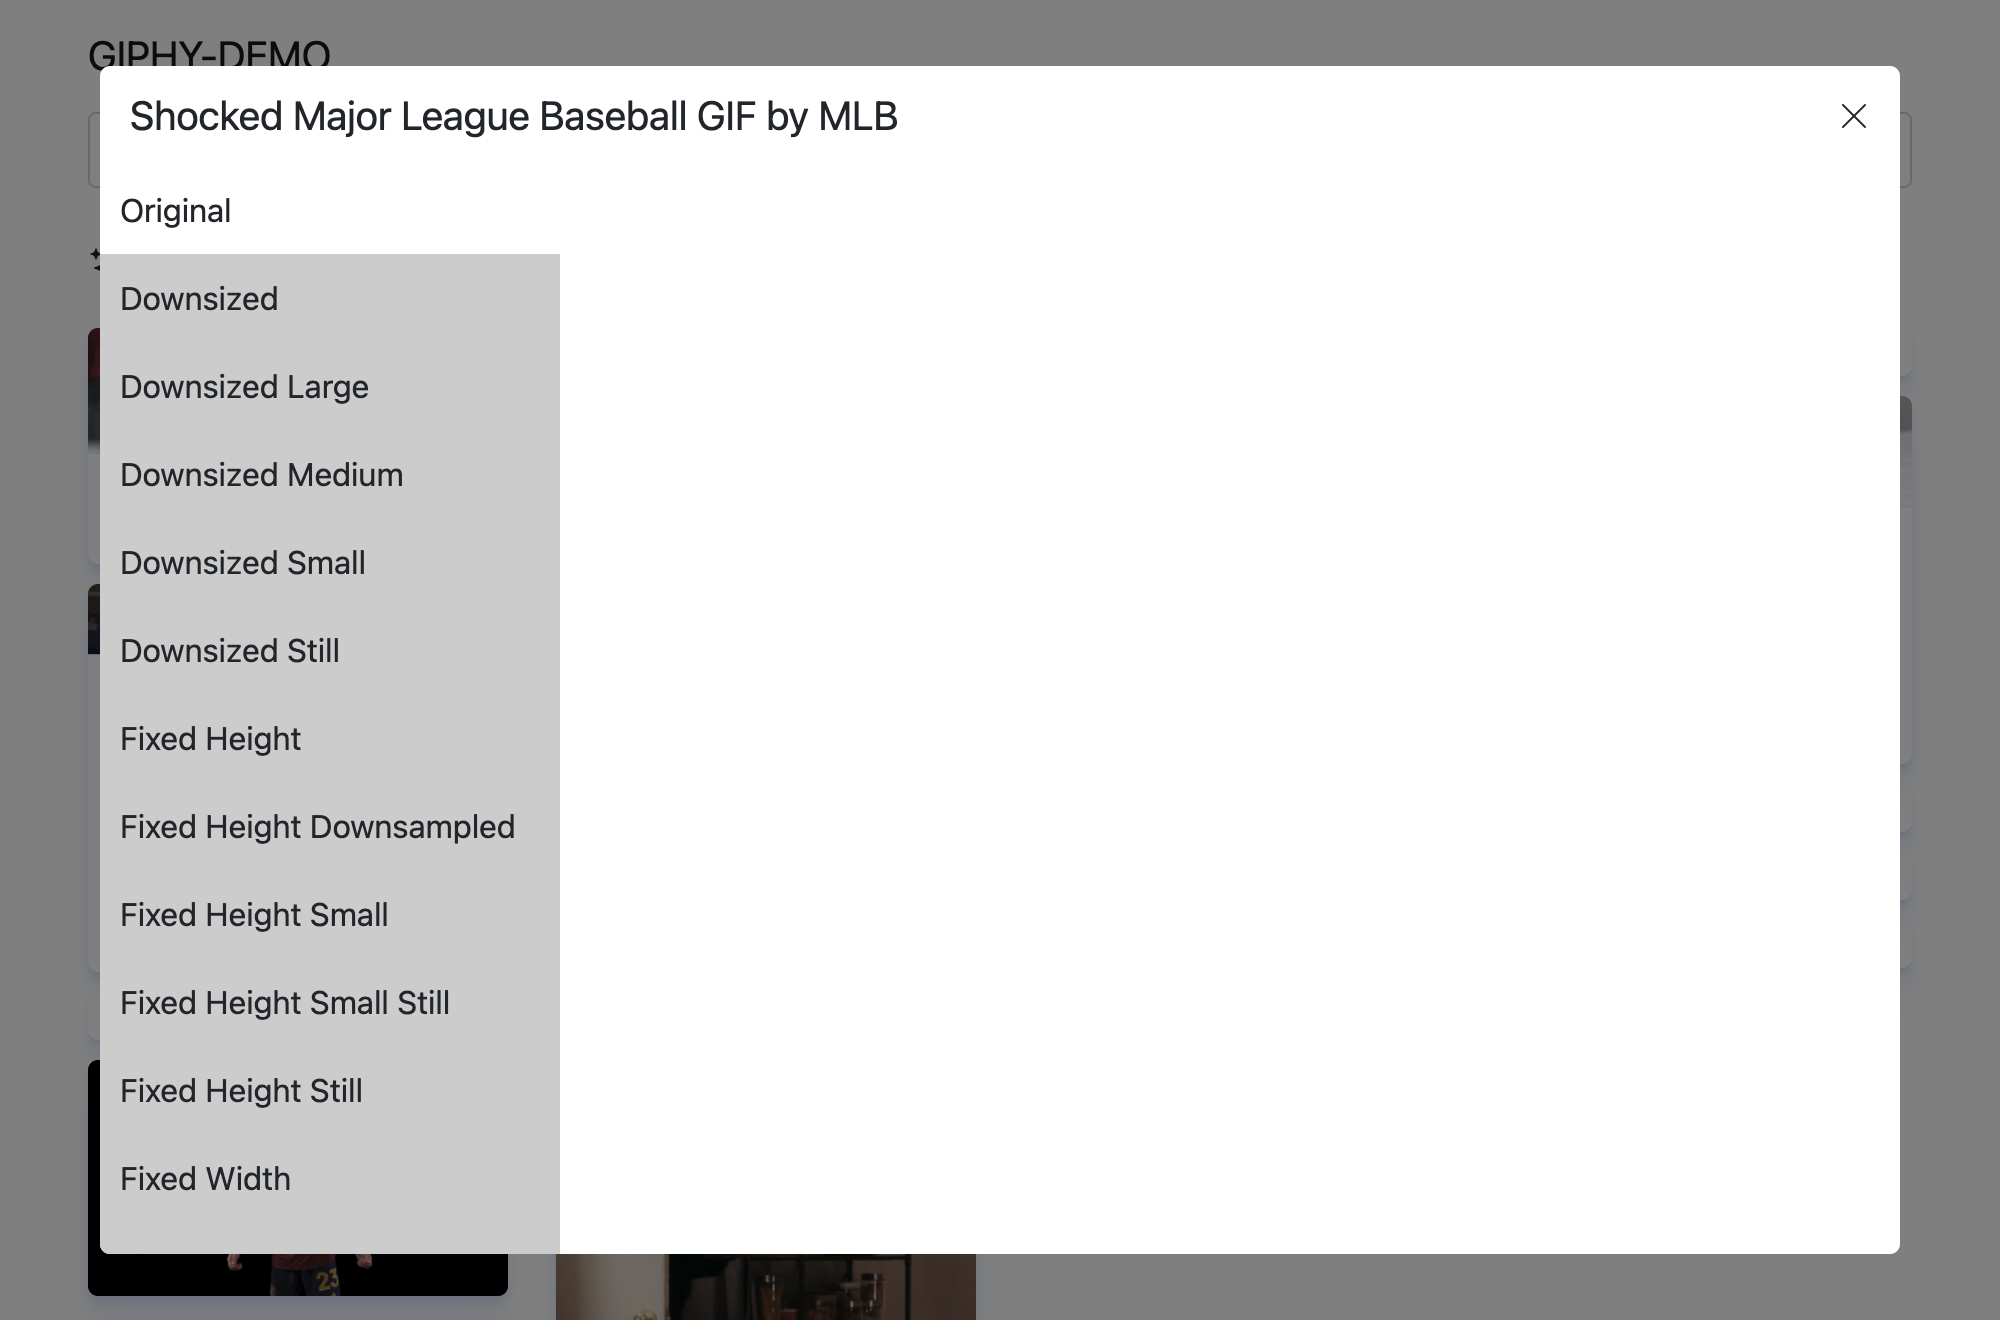 GIPHY-DEMO
Shocked Major League Baseball GIF by MLB
Original
Downsized
Downsized Large
Downsized Medium
Downsized Small
Downsized Still
Fixed Height
Fixed Height Downsampled
Fixed Height Small
Fixed Height Small Still
Fixed Height Still
Fixed Width
23